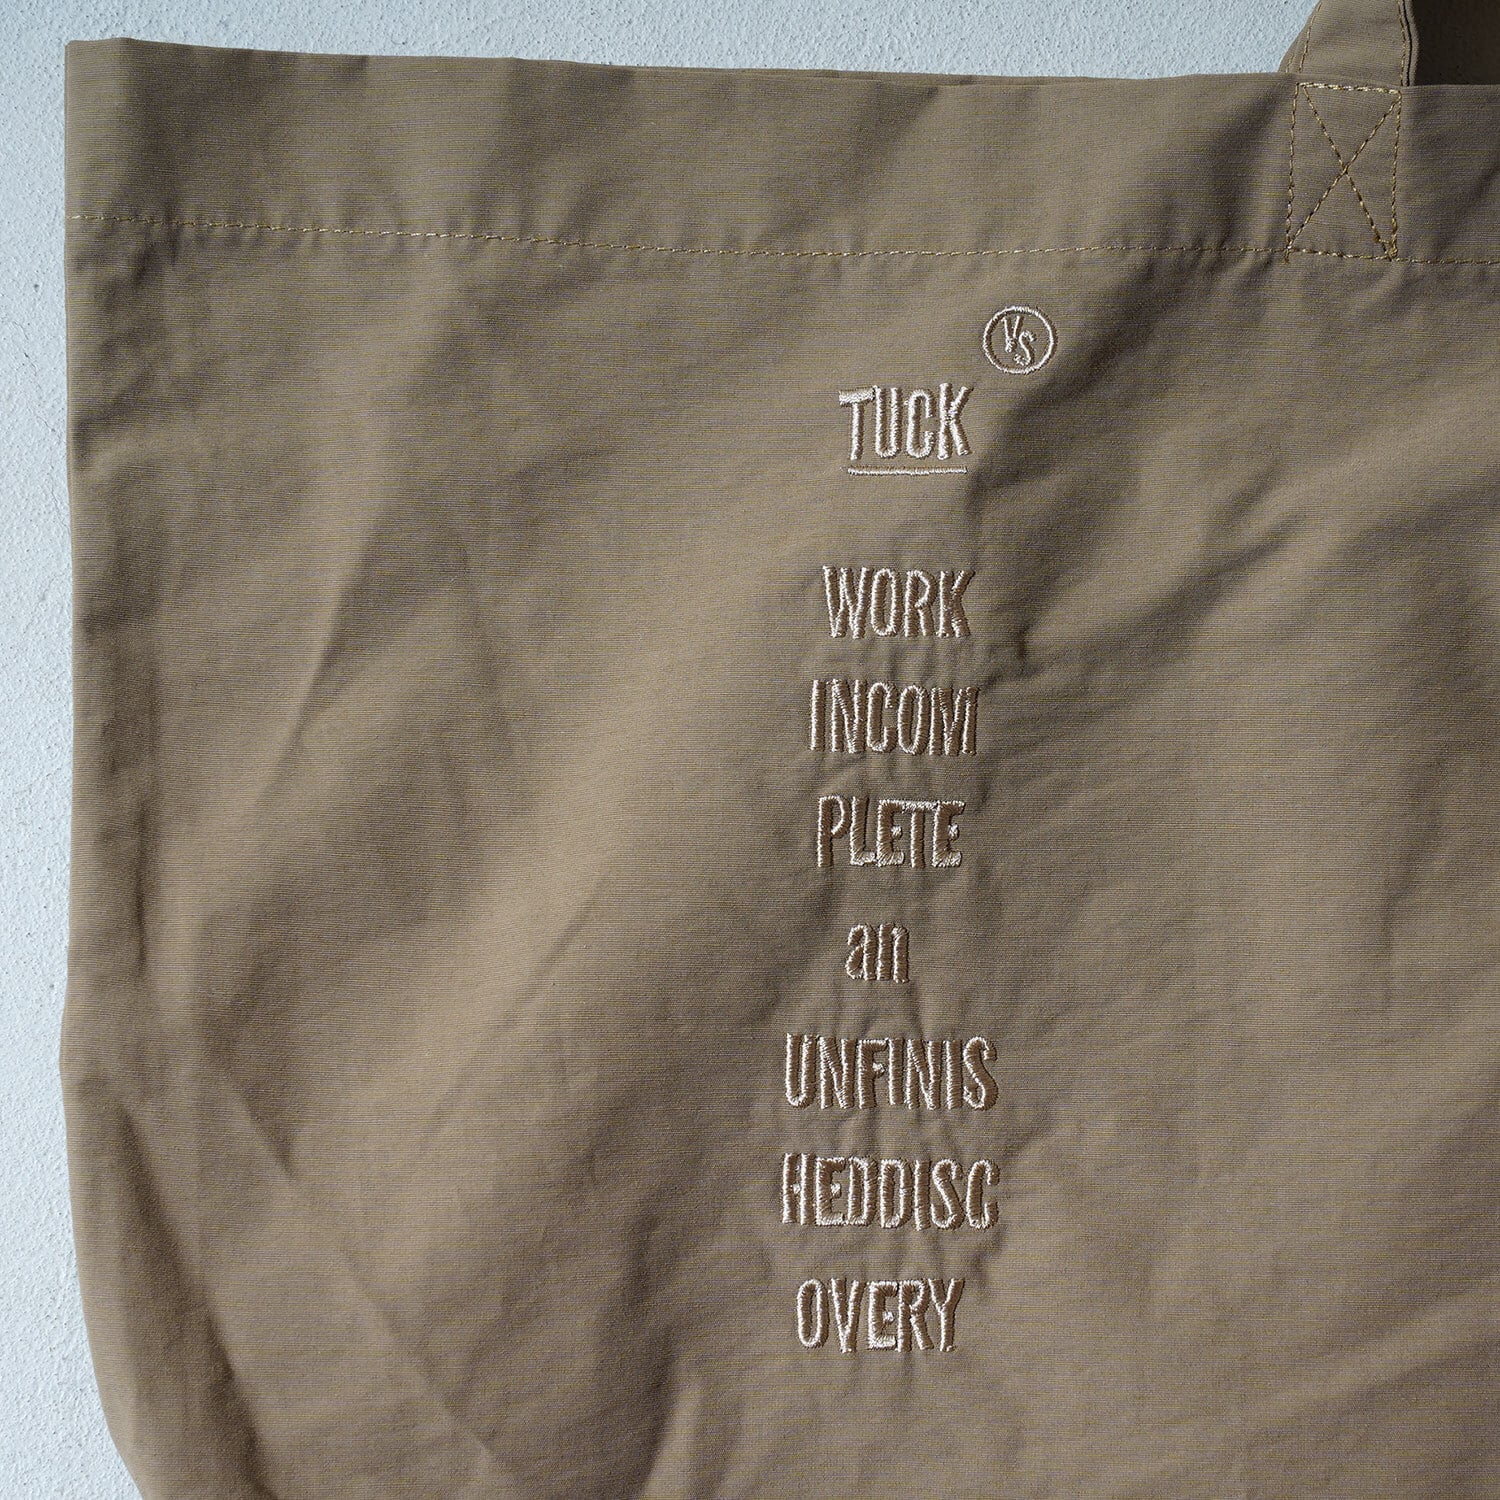 VS
TUCK
WORK
INCOM
PLETE
an
UNFINIS
HEDDISC
OVERY